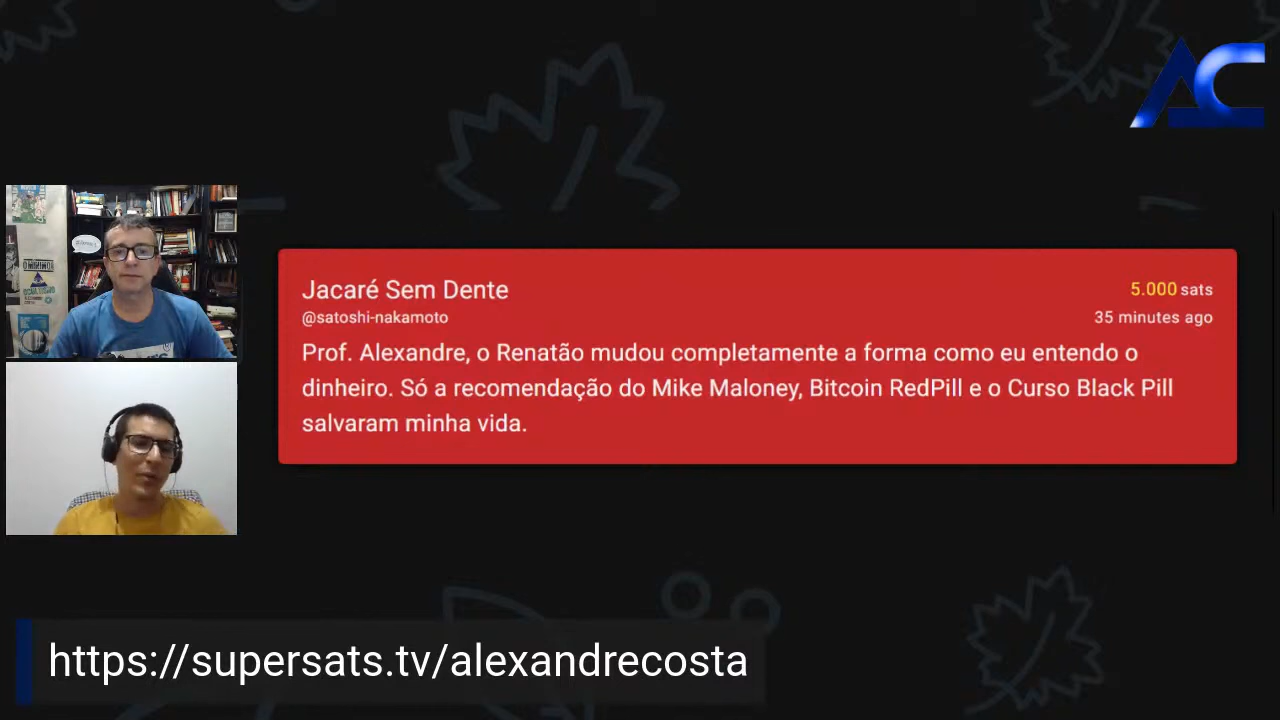 AC
Jacaré Sem Dente
5.000 sats
@satoshi-nakamoto
35 minutes ago
Prof. Alexandre, o Renatão mudou completamente a forma como eu entendo o
dinheiro. Só a recomendação do Mike Maloney, Bitcoin RedPill e o Curso Black Pill
salvaram minha vida.
https://supersats.tv/alexandrecosta